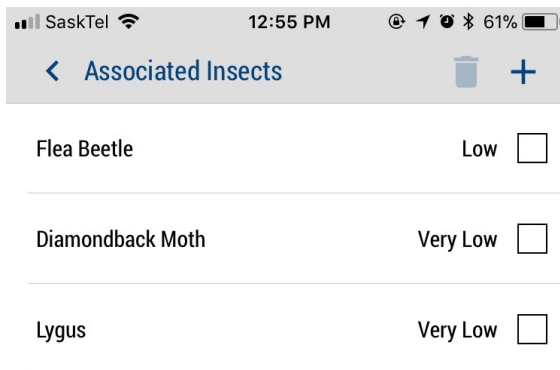 SaskTel 12:55 PM 61%
Associated Insects
Flea Beetle Low
Diamondback Moth Very Low
Lygus Very Low